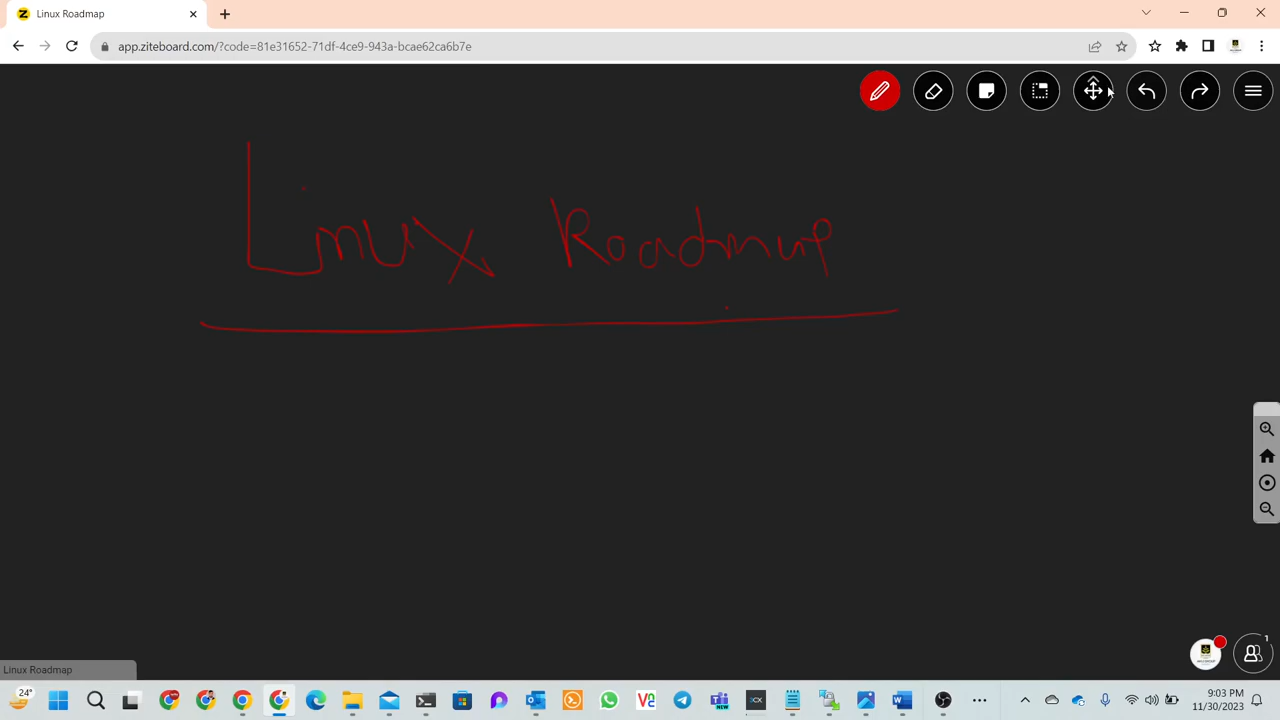 Linux Roadmap
app.ziteboard.com/?code=81e31652-71df-4ce9-943a-bcae62ca6b7e
Linux Roadmap
1
Linux Roadmap
24°
9:03 PM
11/30/2023